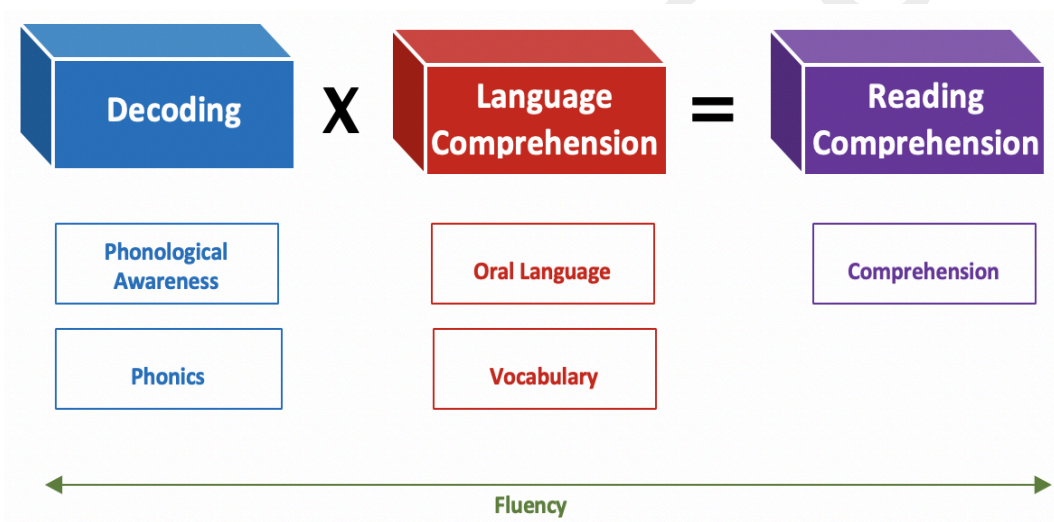 Decoding
X
Language
Comprehension
=
Reading
Comprehension
Phonological
Awareness
Oral Language
Comprehension
Phonics
Vocabulary
Fluency